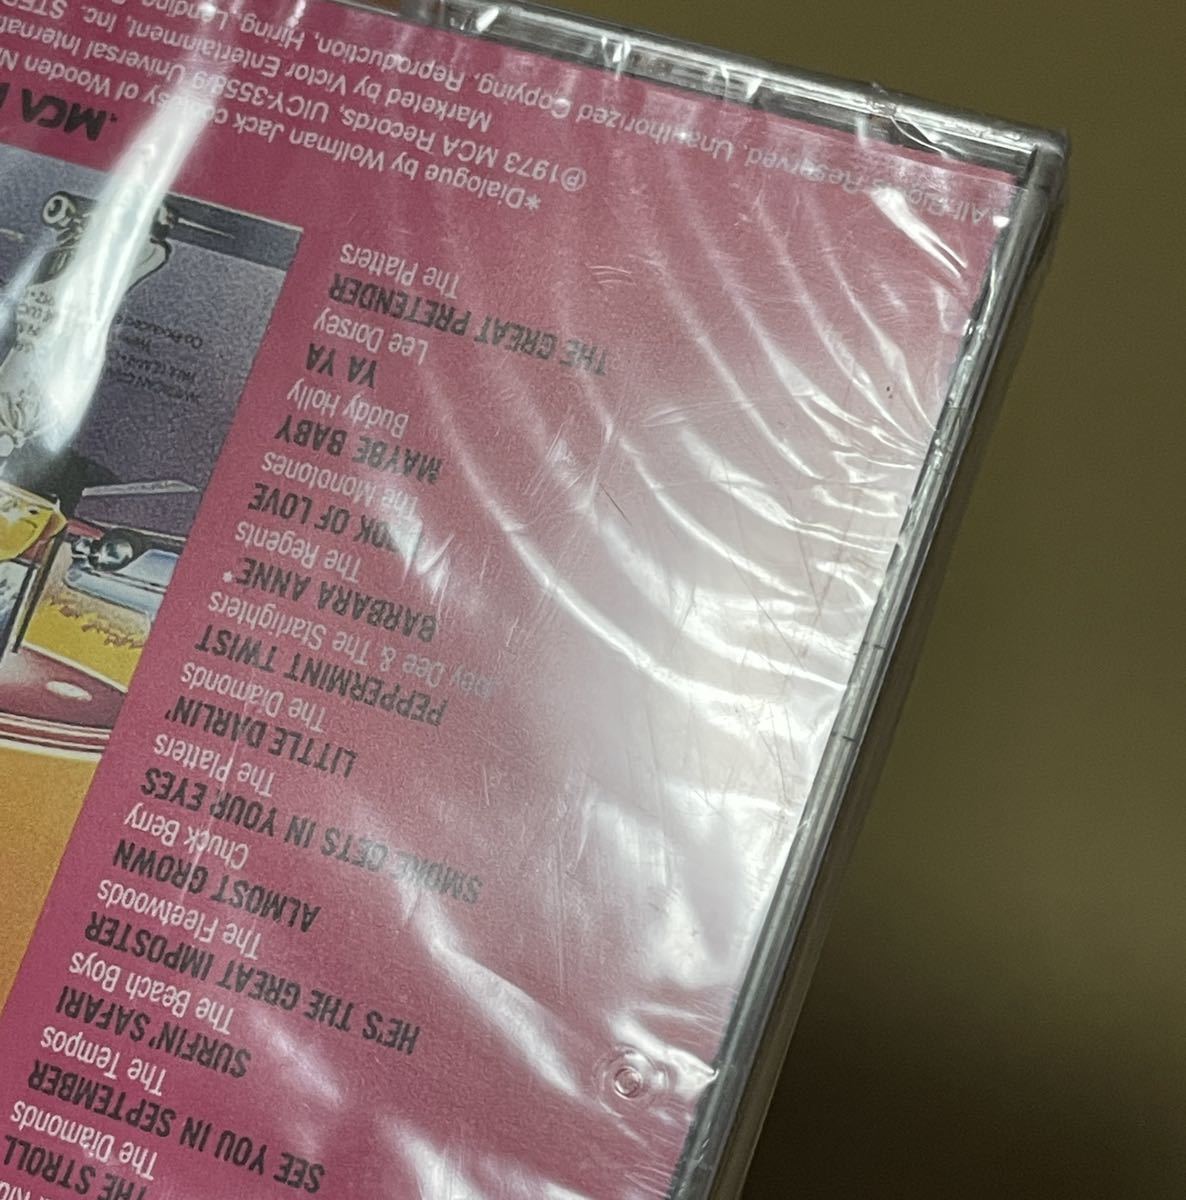 THE STROLL
The Diamonds
SEE YOU IN SEPTEMBER
The Tempos
SURFIN' SAFARI
The Beach Boys
HE'S THE GREAT IMPOSTER
The Fleetwoods
ALMOST GROWN
Chuck Berry
SMOKE GETS IN YOUR EYES
The Platters
LITTLE DARLIN'
The Diamonds
PEPPERMINT TWIST
Joey Dee & The Starlighters
BARBARA ANNE*
The Regents
BOOK OF LOVE
The Monotones
MAYBE BABY
Buddy Holly
YA YA
Lee Dorsey
THE GREAT PRETENDER
The Platters
MCA
*Dialogue by Wolfman Jack of Wooden
℗1973 MCA Records, UICY-3558/9 Universal
Marketed by Victor Entertainment, Inc.
All Rights Reserved. Unauthorized Copying, Reproduction, Hiring, Lending,